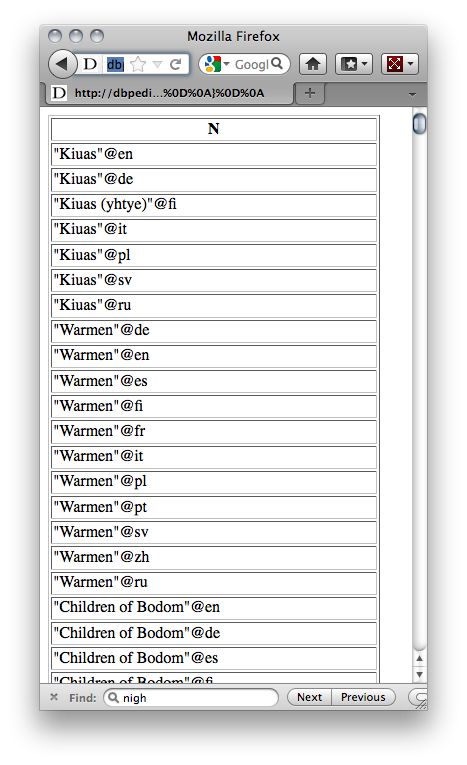 Mozilla Firefox
D db Googl
D http://dbpedi...%0D%0A}%0D%0A
N
"Kiuas"@en
"Kiuas"@de
"Kiuas (yhtye)"@fi
"Kiuas"@it
"Kiuas"@pl
"Kiuas"@sv
"Kiuas"@ru
"Warmen"@de
"Warmen"@en
"Warmen"@es
"Warmen"@fi
"Warmen"@fr
"Warmen"@it
"Warmen"@pl
"Warmen"@pt
"Warmen"@sv
"Warmen"@zh
"Warmen"@ru
"Children of Bodom"@en
"Children of Bodom"@de
"Children of Bodom"@es
"Children of Bodom"@fi
Find: nigh Next Previous